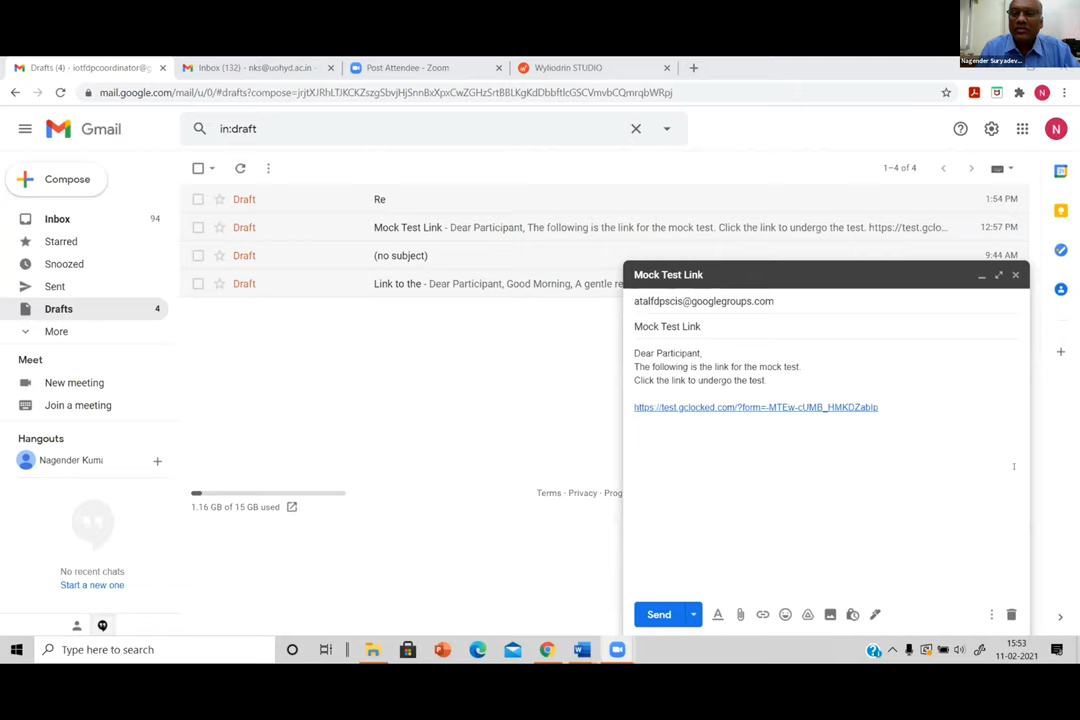 Nagender Suryadev...
Drafts (4) - iotfdpcoordinator@g
Inbox (132) - nks@uohyd.ac.in -
Post Attendee - Zoom
Wyliodrin STUDIO
mail.google.com/mail/u/0/#drafts?compose=jrjtXJRhLTJKCKZszgSbvjHjSnnBxXpxCwZGHzSrtBBLKgKdDbbftlcGSCVmvbCQmrqbWRpj
N
Gmail
in:draft
N
Compose
1–4 of 4
Inbox 94
Starred
Snoozed
Sent
Drafts 4
More
Draft Re 1:54 PM
Draft Mock Test Link - Dear Participant, The following is the link for the mock test. Click the link to undergo the test. https://test.gclo... 12:57 PM
Draft (no subject) 9:44 AM
Draft Link to the - Dear Participant, Good Morning, A gentle re
Meet
New meeting
Join a meeting
Hangouts
Nagender Kuma
No recent chats
Start a new one
1.16 GB of 15 GB used
Terms · Privacy · Prog
Mock Test Link
atalfdpscis@googlegroups.com
Mock Test Link
Dear Participant,
The following is the link for the mock test.
Click the link to undergo the test.
https://test.gclocked.com/?form=-MTEw-cUMB_HMKDZabIp
Send
Type here to search
15:53
11-02-2021